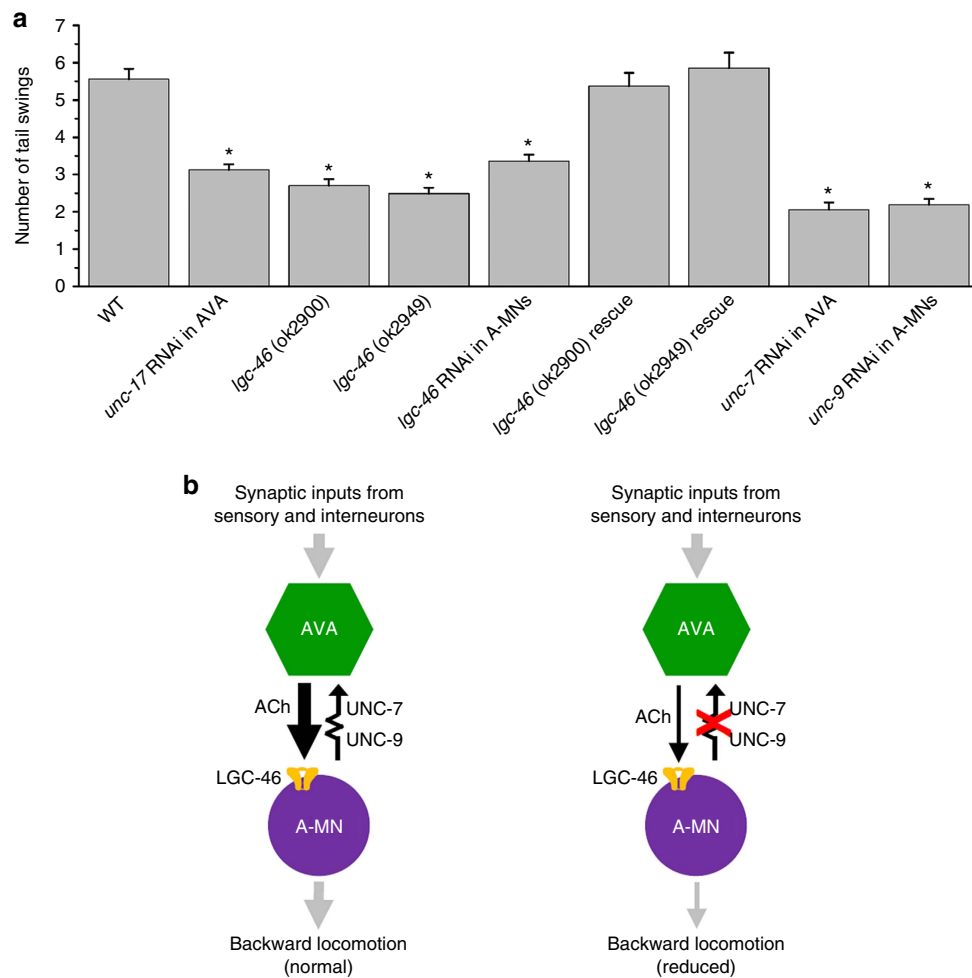 a
Number of tail swings
7
6
5
4
3
2
1
0
*
*
*
*
*
*
WT
unc-17 RNAi in AVA
lgc-46 (ok2900)
lgc-46 (ok2949)
lgc-46 RNAi in A-MNs
lgc-46 (ok2900) rescue
lgc-46 (ok2949) rescue
unc-7 RNAi in AVA
unc-9 RNAi in A-MNs
b
Synaptic inputs from
sensory and interneurons
AVA
ACh
UNC-7
UNC-9
LGC-46
A-MN
Backward locomotion
(normal)
Synaptic inputs from
sensory and interneurons
AVA
ACh
UNC-7
UNC-9
LGC-46
A-MN
Backward locomotion
(reduced)